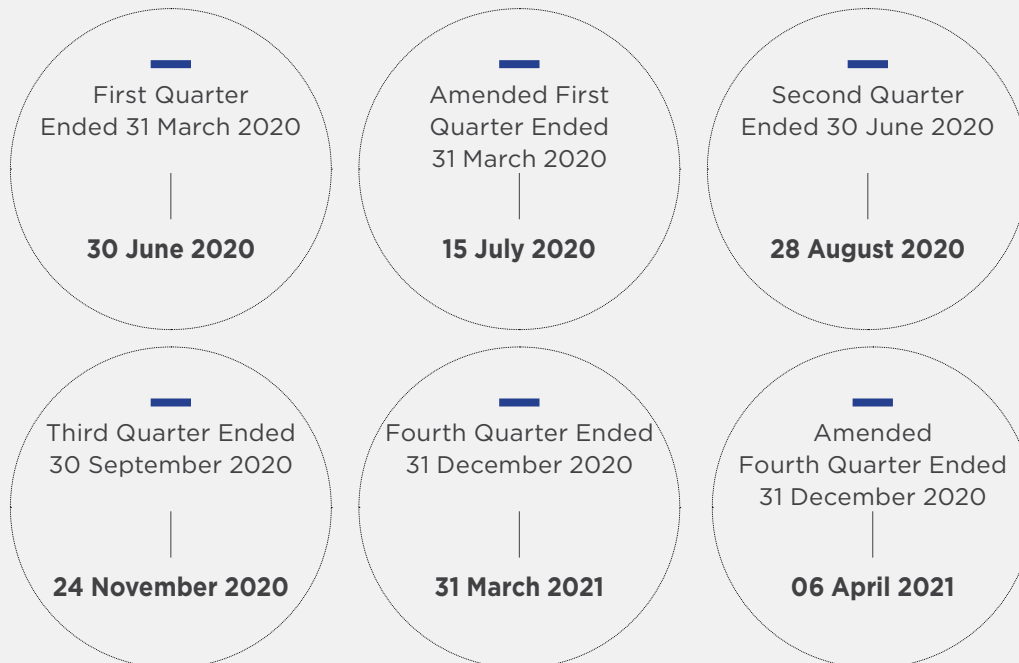 First Quarter
Ended 31 March 2020
30 June 2020
Amended First
Quarter Ended
31 March 2020
15 July 2020
Second Quarter
Ended 30 June 2020
28 August 2020
Third Quarter Ended
30 September 2020
24 November 2020
Fourth Quarter Ended
31 December 2020
31 March 2021
Amended
Fourth Quarter Ended
31 December 2020
06 April 2021